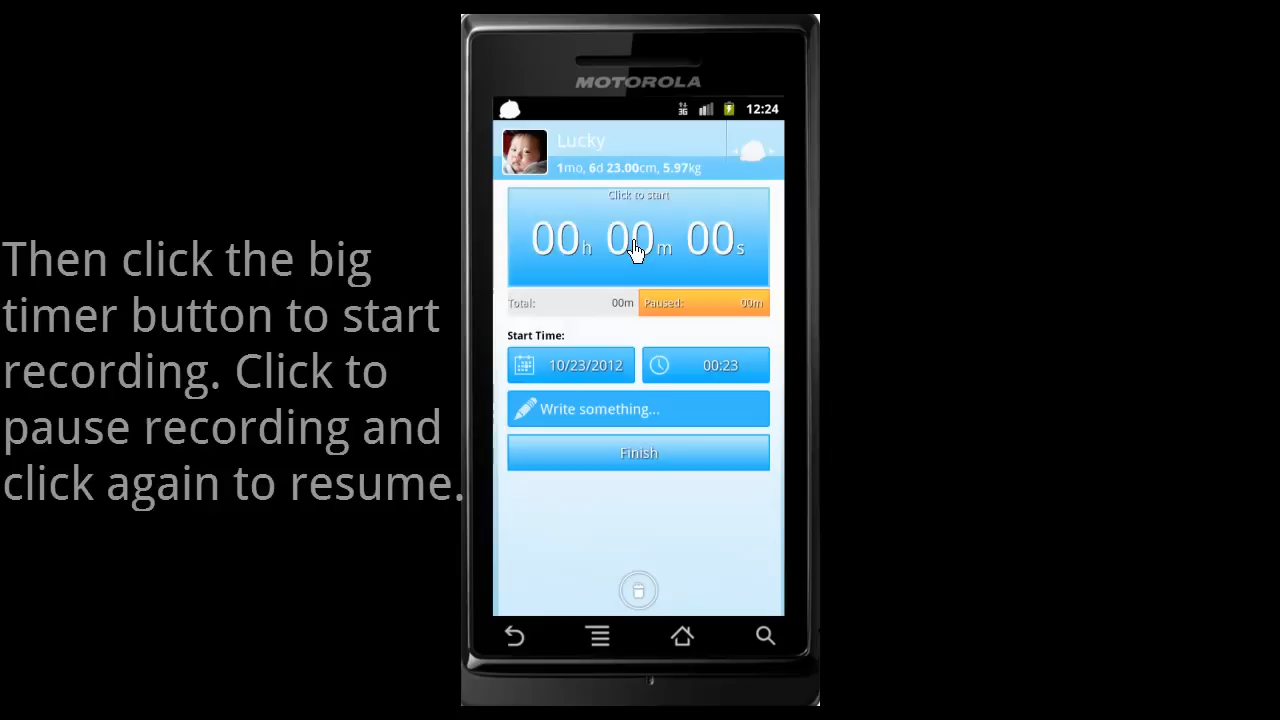 Then click the big
timer button to start
recording. Click to
pause recording and
click again to resume.
MOTOROLA
3G 12:24
Lucky
1mo, 6d 23.00cm, 5.97kg
Click to start
00h 00m 00s
Total: 00m Paused: 00m
Start Time:
10/23/2012 00:23
Write something...
Finish